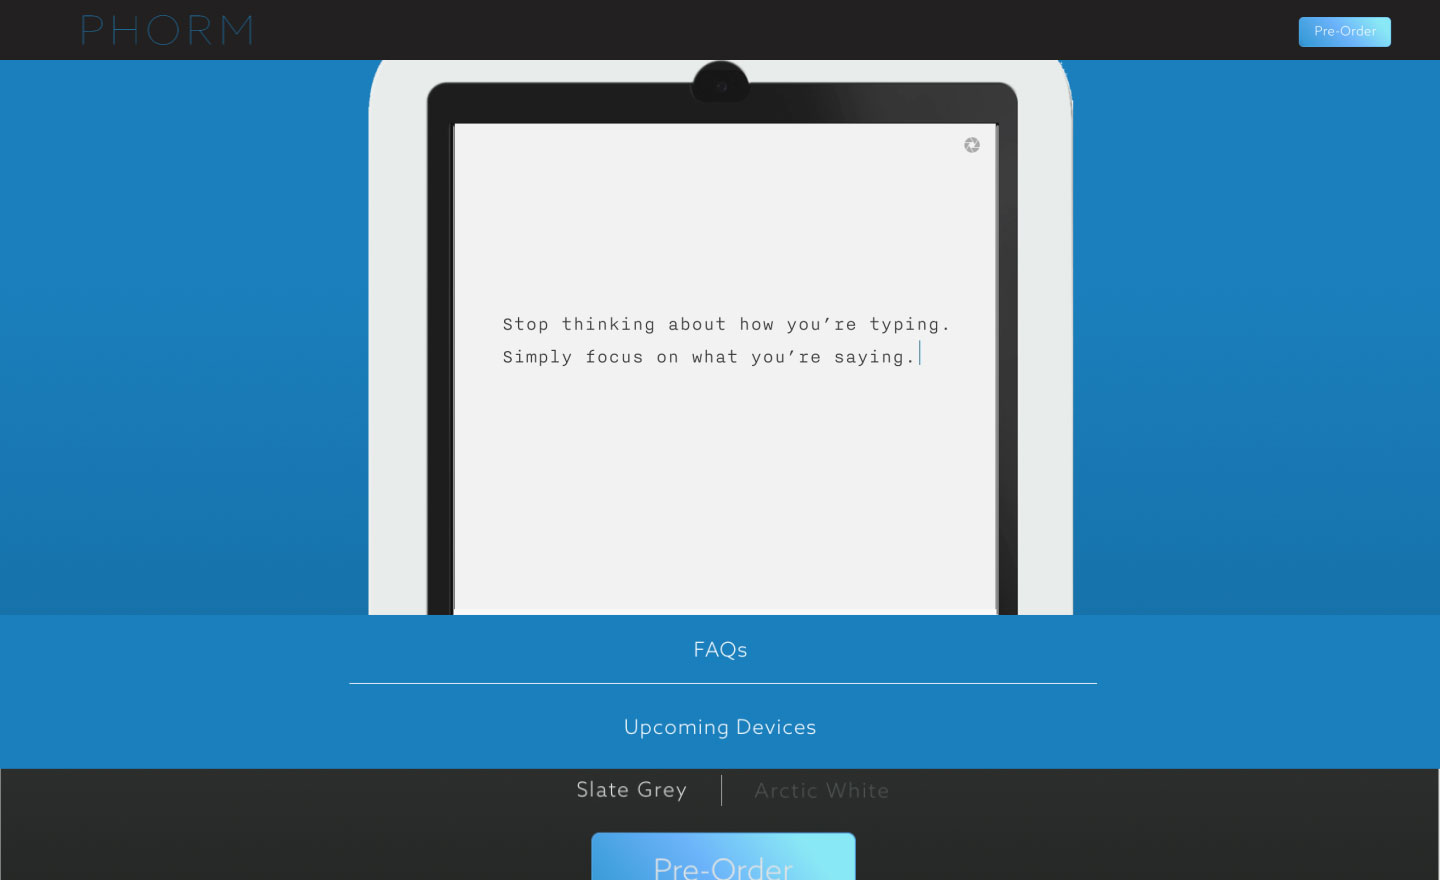 PHORM
Pre-Order
Stop thinking about how you’re typing.
Simply focus on what you’re saying.
FAQs
Upcoming Devices
Slate Grey
Arctic White
Pre-Order